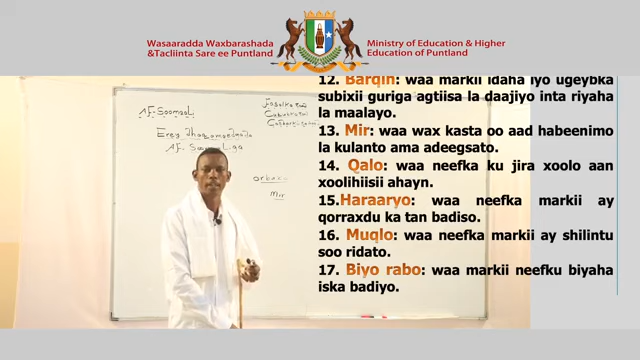 Wasaaradda Waxbarashada
&Tacliinta Sare ee Puntland
Ministry of Education & Higher
Education of Puntland
12. Barqin: waa markii idaha iyo ugeybka
subixii guriga agtiisa la daajiyo inta riyaha
la maalayo.
13. Mir: waa wax kasta oo aad habeenimo
la kulanto ama adeegsato.
14. Qalo: waa neefka ku jira xoolo aan
xoolihiisii ahayn.
15.Haraaryo: waa neefka markii ay
qorraxdu ka tan badiso.
16. Muqlo: waa neefka markii ay shilintu
soo ridato.
17. Biyo rabo: waa markii neefku biyaha
iska badiyo.
AF-Soomaali
Erey dhaq
AF. Soomaaliga
Mir